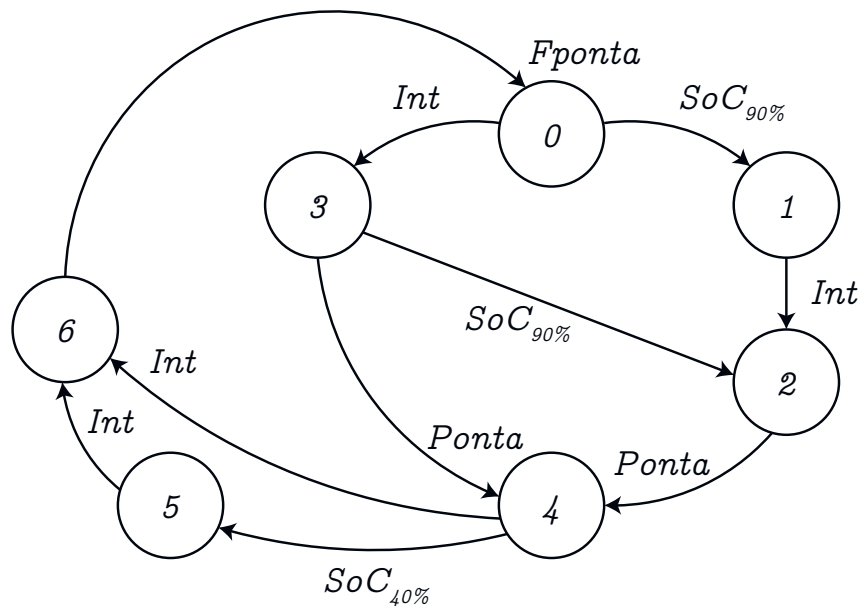 Fponta
Int
SoC90%
0
3
1
Int
SoC90%
6
Int
2
Int
Ponta
Ponta
5
4
SoC40%